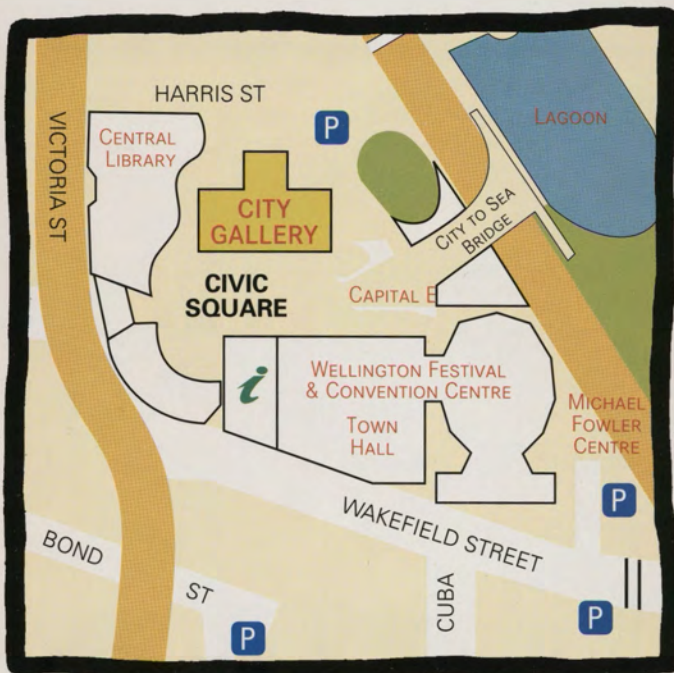 HARRIS ST
VICTORIA ST
CENTRAL
LIBRARY
P
LAGOON
CITY
GALLERY
CITY TO SEA
BRIDGE
CIVIC
SQUARE
CAPITAL E
i
WELLINGTON FESTIVAL
& CONVENTION CENTRE
TOWN
HALL
MICHAEL
FOWLER
CENTRE
P
WAKEFIELD STREET
BOND
ST
CUBA
P
P